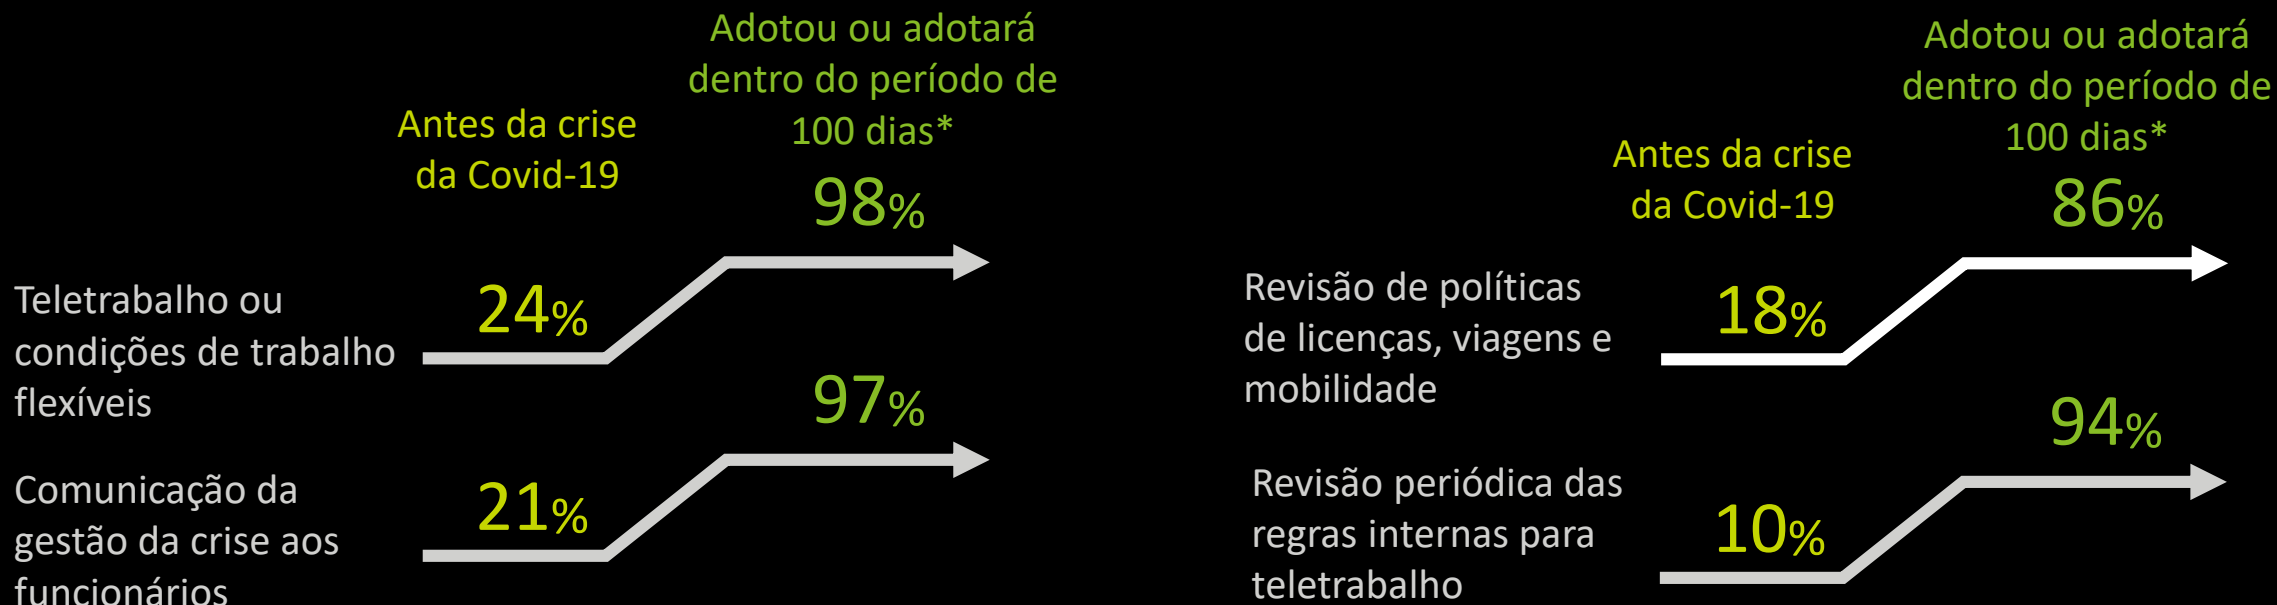 Antes da crise
da Covid-19
Adotou ou adotará
dentro do período de
100 dias*
Teletrabalho ou
condições de trabalho
flexíveis
24%
98%
Comunicação da
gestão da crise aos
funcionários
21%
97%
Antes da crise
da Covid-19
Adotou ou adotará
dentro do período de
100 dias*
Revisão de políticas
de licenças, viagens e
mobilidade
18%
86%
Revisão periódica das
regras internas para
teletrabalho
10%
94%